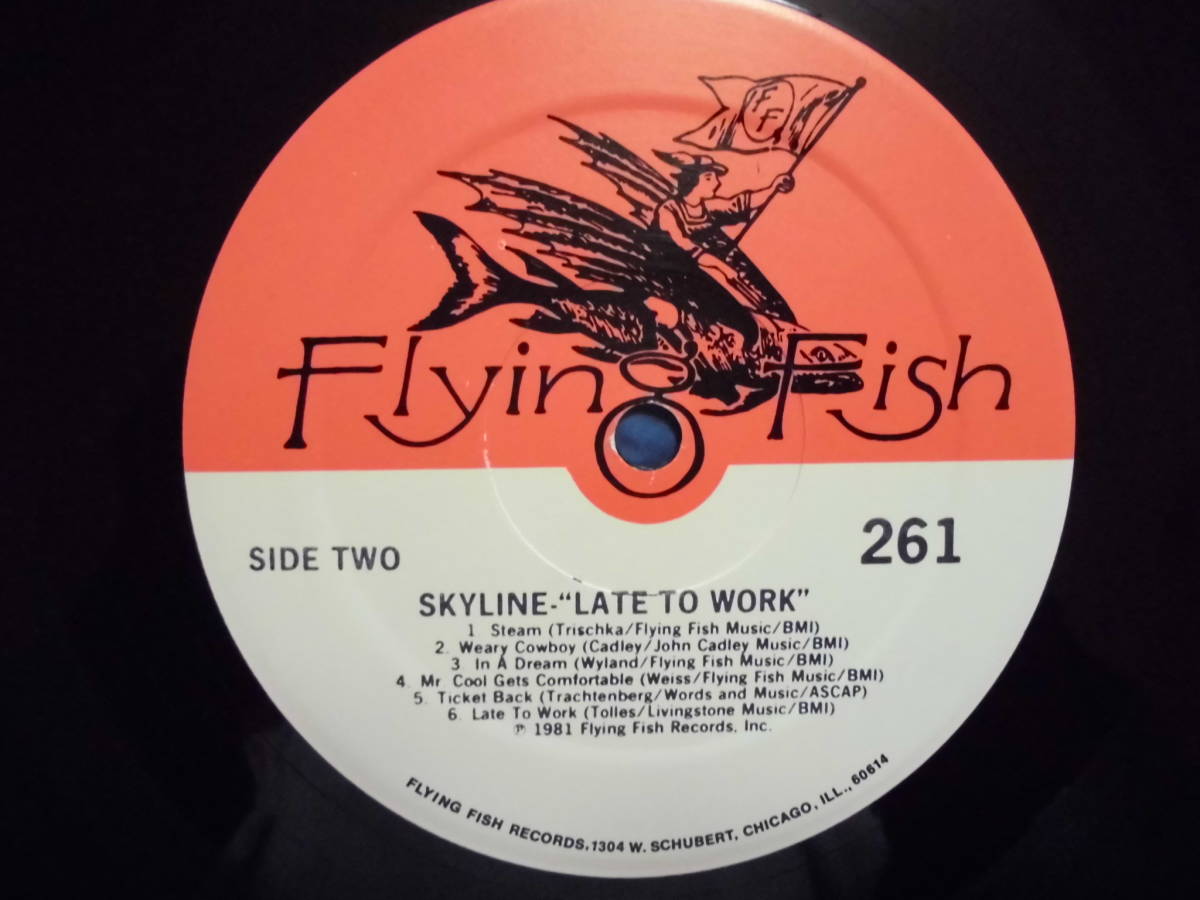 F F
Flying Fish
SIDE TWO
261
SKYLINE-“LATE TO WORK”
1 Steam (Trischka/Flying Fish Music/BMI)
2. Weary Cowboy (Cadley/John Cadley Music/BMI)
3. In A Dream (Wyland/Flying Fish Music/BMI)
4. Mr Cool Gets Comfortable (Weiss/Flying Fish Music/BMI)
5. Ticket Back (Trachtenberg/Words and Music/ASCAP)
6. Late To Work (Tolles/Livingstone Music/BMI)
℗ 1981 Flying Fish Records, Inc.
FLYING FISH RECORDS, 1304 W. SCHUBERT, CHICAGO, ILL., 60614